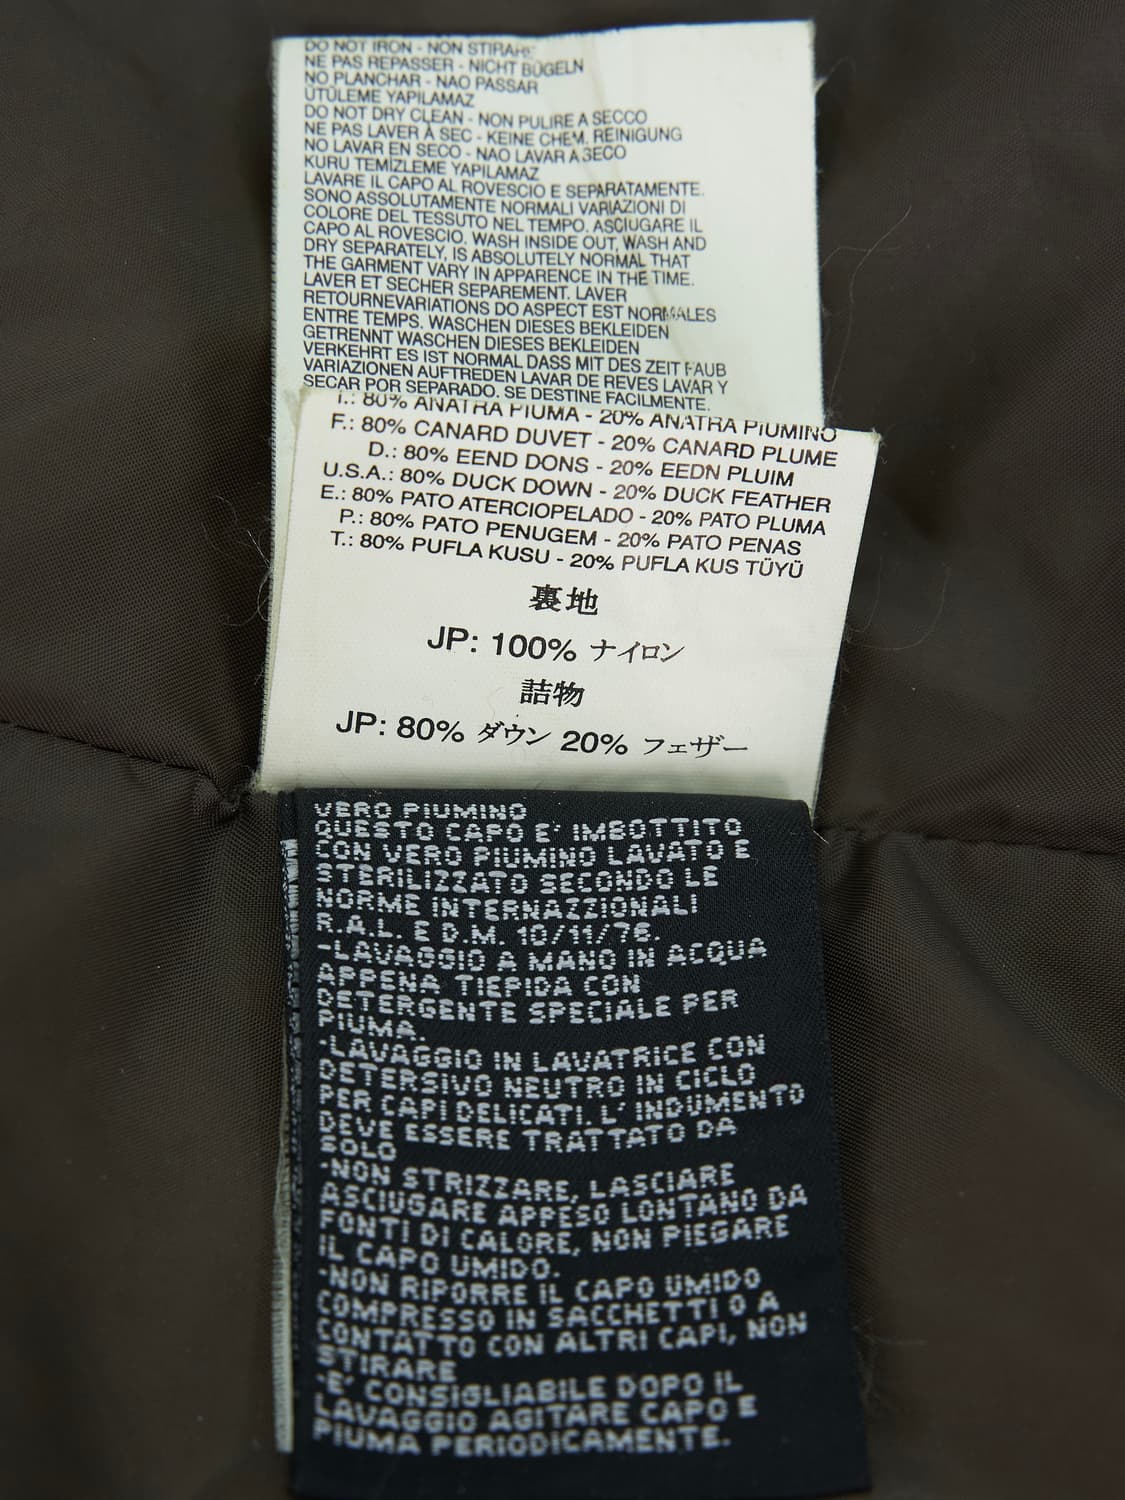 DO NOT IRON - NON STIRARE
NE PAS REPASSER - NICHT BÜGELN
NO PLANCHAR - NAO PASSAR
ÜTÜLEME YAPILAMAZ
DO NOT DRY CLEAN - NON PULIRE A SECCO
NE PAS LAVER À SEC - KEINE CHEM. REINIGUNG
NO LAVAR EN SECO - NAO LAVAR A SECO
KURU TEMIZLEME YAPILAMAZ
LAVARE IL CAPO AL ROVESCIO E SEPARATAMENTE.
SONO ASSOLUTAMENTE NORMALI VARIAZIONI DI
COLORE DEL TESSUTO NEL TEMPO. ASCIUGARE IL
CAPO AL ROVESCIO. WASH INSIDE OUT, WASH AND
DRY SEPARATELY, IS ABSOLUTELY NORMAL THAT
THE GARMENT VARY IN APPARENCE IN THE TIME.
LAVER ET SECHER SEPAREMENT. LAVER
RETOURNEVARIATIONS DO ASPECT EST NORMALES
ENTRE TEMPS. WASCHEN DIESES BEKLEIDEN
GETRENNT WASCHEN DIESES BEKLEIDEN
VERKEHRT ES IST NORMAL DASS MIT DES ZEIT FAUB
VARIAZIONEN AUFTREDEN LAVAR DE REVES LAVAR Y
SECAR POR SEPARADO. SE DESTINE FACILMENTE.
I.: 80% ANATRA PIUMA - 20% ANATRA PIUMINO
F.: 80% CANARD DUVET - 20% CANARD PLUME
D.: 80% EEND DONS - 20% EEDN PLUIM
U.S.A.: 80% DUCK DOWN - 20% DUCK FEATHER
E.: 80% PATO ATERCIOPELADO - 20% PATO PLUMA
P.: 80% PATO PENUGEM - 20% PATO PENAS
T.: 80% PUFLA KUSU - 20% PUFLA KUS TÜYÜ
裏地
JP: 100% ナイロン
詰物
JP: 80% ダウン 20% フェザー
VERO PIUMINO
QUESTO CAPO E' IMBOTTITO
CON VERO PIUMINO LAVATO E
STERILIZZATO SECONDO LE
NORME INTERNAZZIONALI
R.A.L. E D.M. 10/11/76.
-LAVAGGIO A MANO IN ACQUA
APPENA TIEPIDA CON
DETERGENTE SPECIALE PER
PIUMA.
-LAVAGGIO IN LAVATRICE CON
DETERSIVO NEUTRO IN CICLO
PER CAPI DELICATI. L' INDUMENTO
DEVE ESSERE TRATTATO DA
SOLO
-NON STRIZZARE, LASCIARE
ASCIUGARE APPESO LONTANO DA
FONTI DI CALORE, NON PIEGARE
IL CAPO UMIDO.
-NON RIPORRE IL CAPO UMIDO
COMPRESSO IN SACCHETTI O A
CONTATTO CON ALTRI CAPI, NON
STIRARE
-E' CONSIGLIABILE DOPO IL
LAVAGGIO AGITARE CAPO E
PIUMA PERIODICAMENTE.